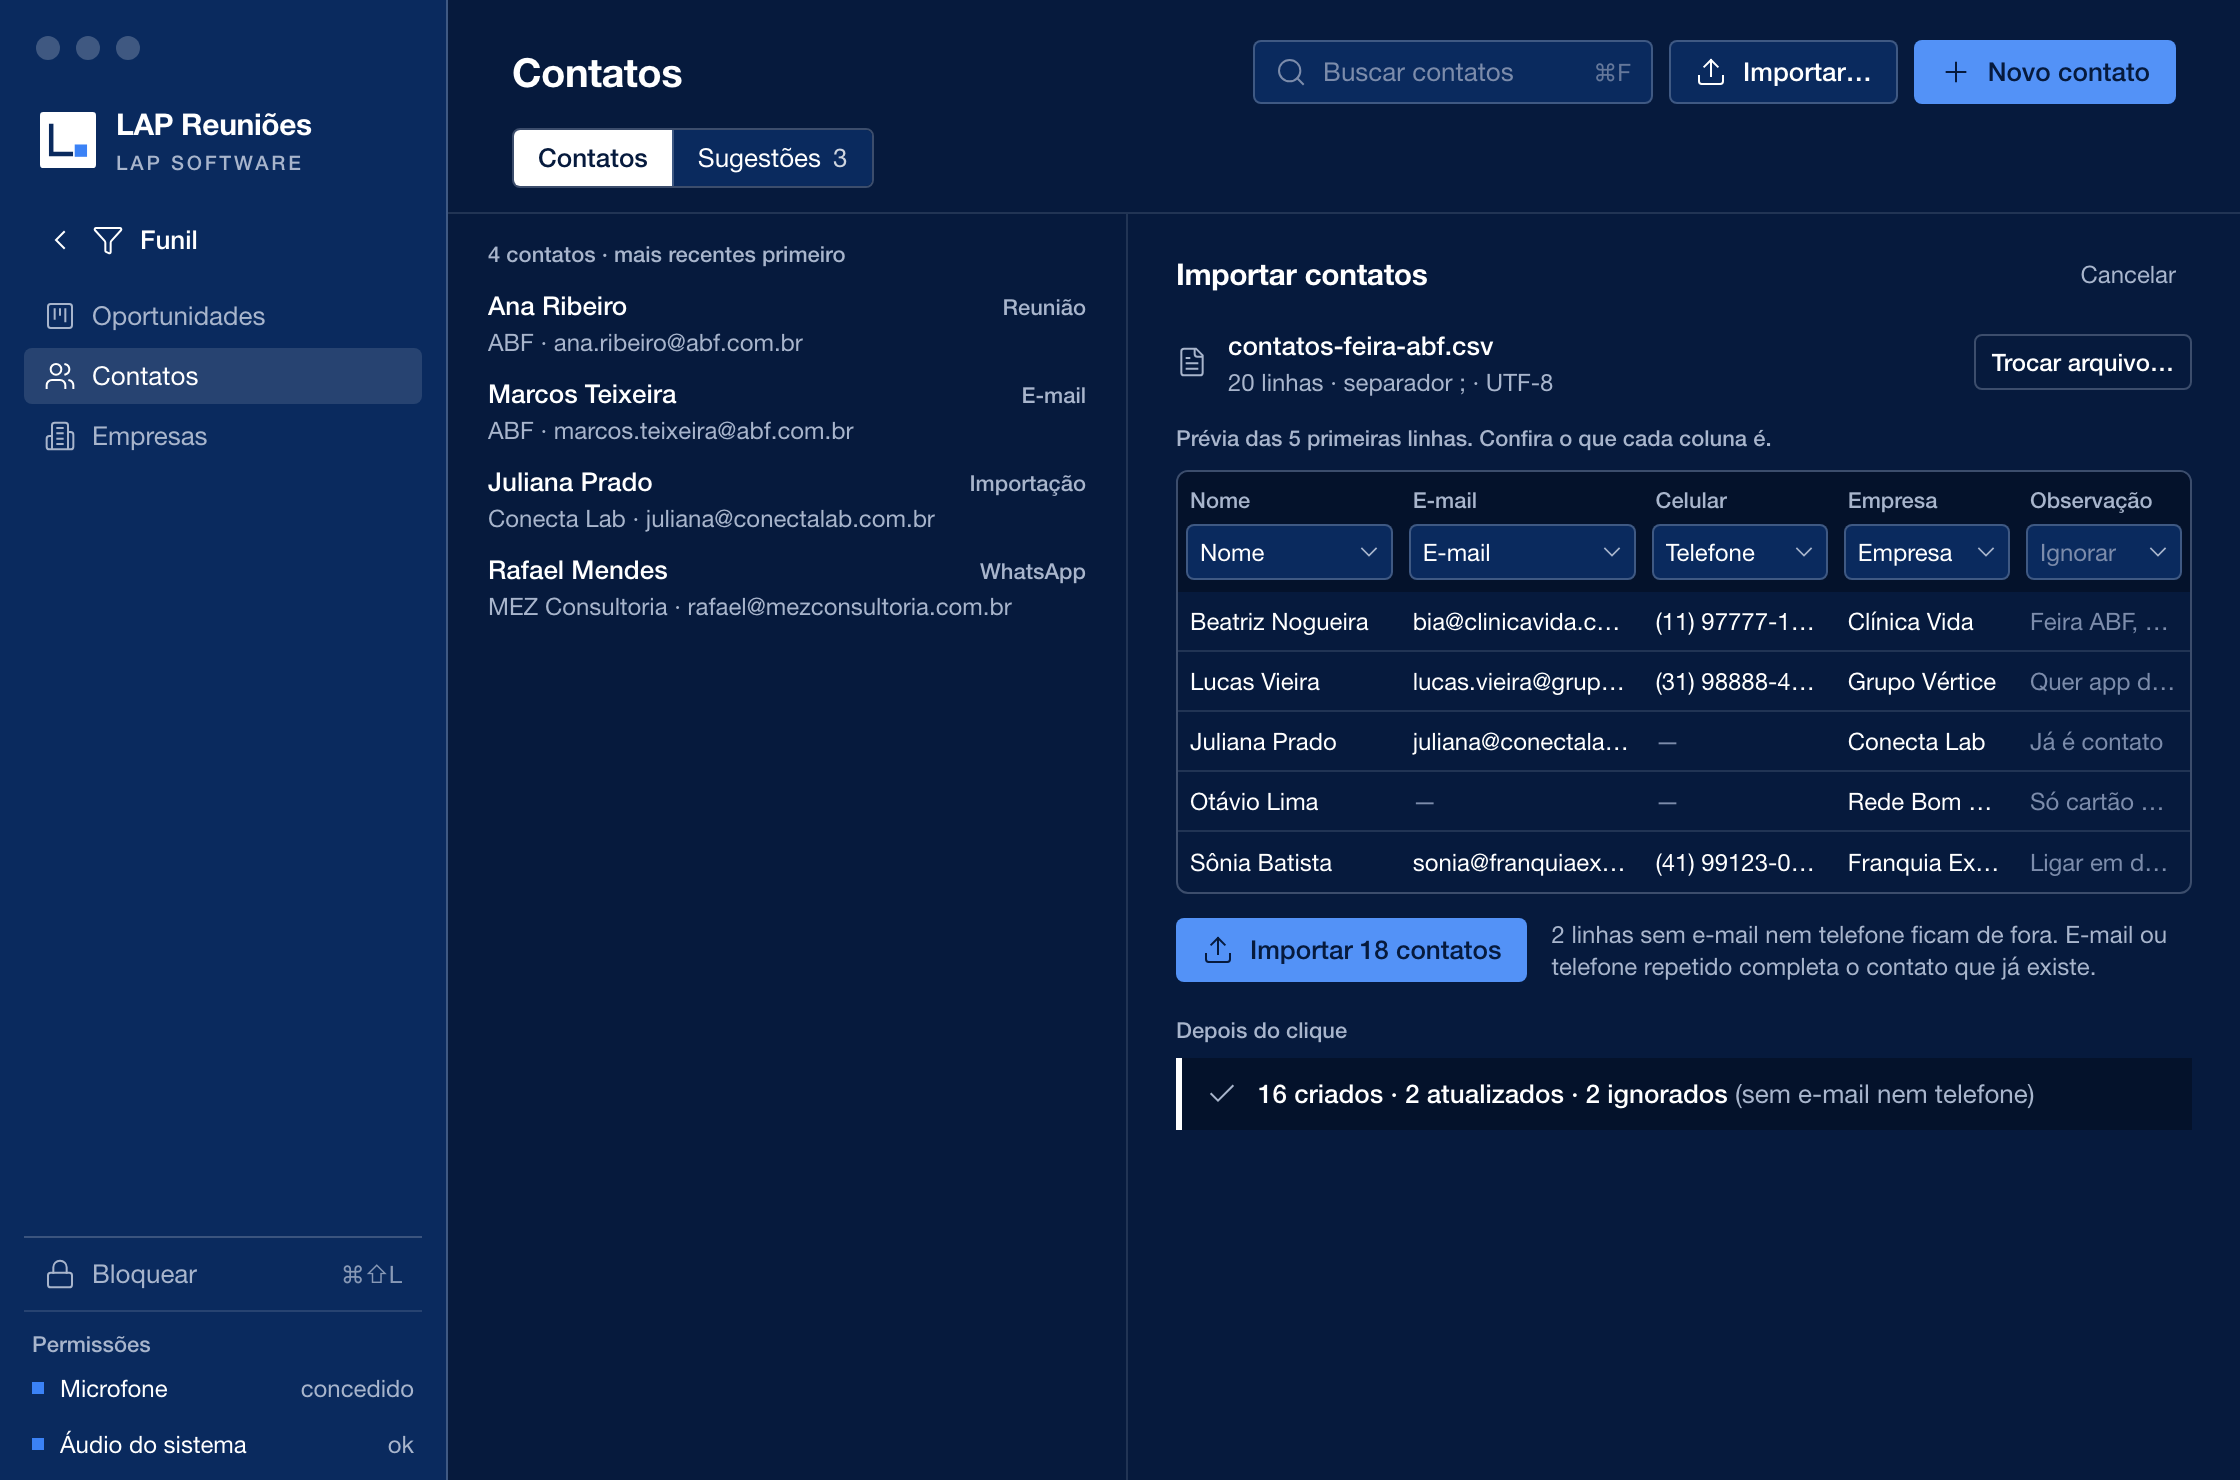 LAP Reuniões
LAP SOFTWARE
Funil
Oportunidades
Contatos
Empresas
Bloquear ⌘⇧L
Permissões
Microfone concedido
Áudio do sistema ok
Contatos
Buscar contatos ⌘F
Importar...
Novo contato
Contatos
Sugestões 3
4 contatos · mais recentes primeiro
Ana Ribeiro Reunião
ABF · ana.ribeiro@abf.com.br
Marcos Teixeira E-mail
ABF · marcos.teixeira@abf.com.br
Juliana Prado Importação
Conecta Lab · juliana@conectalab.com.br
Rafael Mendes WhatsApp
MEZ Consultoria · rafael@mezconsultoria.com.br
Importar contatos Cancelar
contatos-feira-abf.csv
20 linhas · separador ; · UTF-8
Trocar arquivo...
Prévia das 5 primeiras linhas. Confira o que cada coluna é.
Nome E-mail Celular Empresa Observação
Nome E-mail Telefone Empresa Ignorar
Beatriz Nogueira bia@clinicavida.c... (11) 97777-1... Clínica Vida Feira ABF, ...
Lucas Vieira lucas.vieira@grup... (31) 98888-4... Grupo Vértice Quer app d...
Juliana Prado juliana@conectala... — Conecta Lab Já é contato
Otávio Lima — — Rede Bom ... Só cartão ...
Sônia Batista sonia@franquiaex... (41) 99123-0... Franquia Ex... Ligar em d...
Importar 18 contatos
2 linhas sem e-mail nem telefone ficam de fora. E-mail ou
telefone repetido completa o contato que já existe.
Depois do clique
16 criados · 2 atualizados · 2 ignorados (sem e-mail nem telefone)